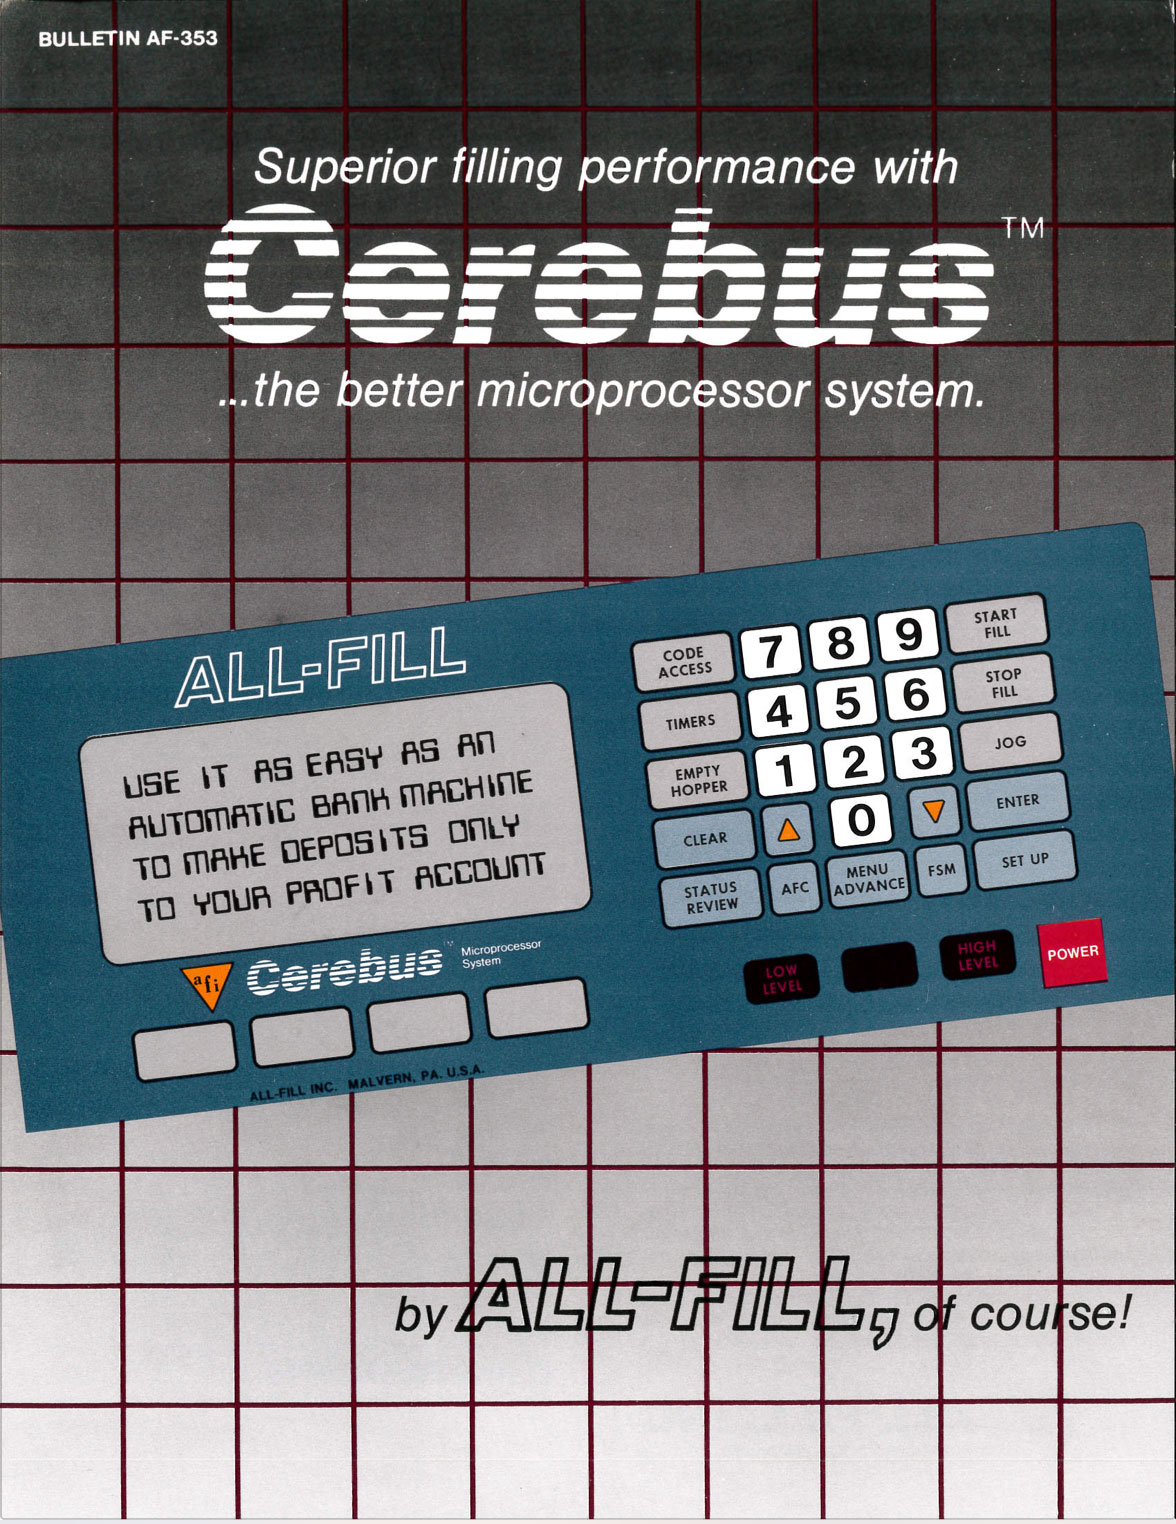 BULLETIN AF-353
Superior filling performance with
Cerebus™
...the better microprocessor system.
ALL-FILL
USE IT AS EASY AS AN
AUTOMATIC BANK MACHINE
TO MAKE DEPOSITS ONLY
TO YOUR PROFIT ACCOUNT
afi
Cerebus™
Microprocessor
System
ALL-FILL INC. MALVERN, PA. U.S.A.
CODE
ACCESS
7
8
9
START
FILL
TIMERS
4
5
6
STOP
FILL
EMPTY
HOPPER
1
2
3
JOG
CLEAR
0
ENTER
STATUS
REVIEW
AFC
MENU
ADVANCE
FSM
SET UP
LOW
LEVEL
HIGH
LEVEL
POWER
by ALL-FILL, of course!